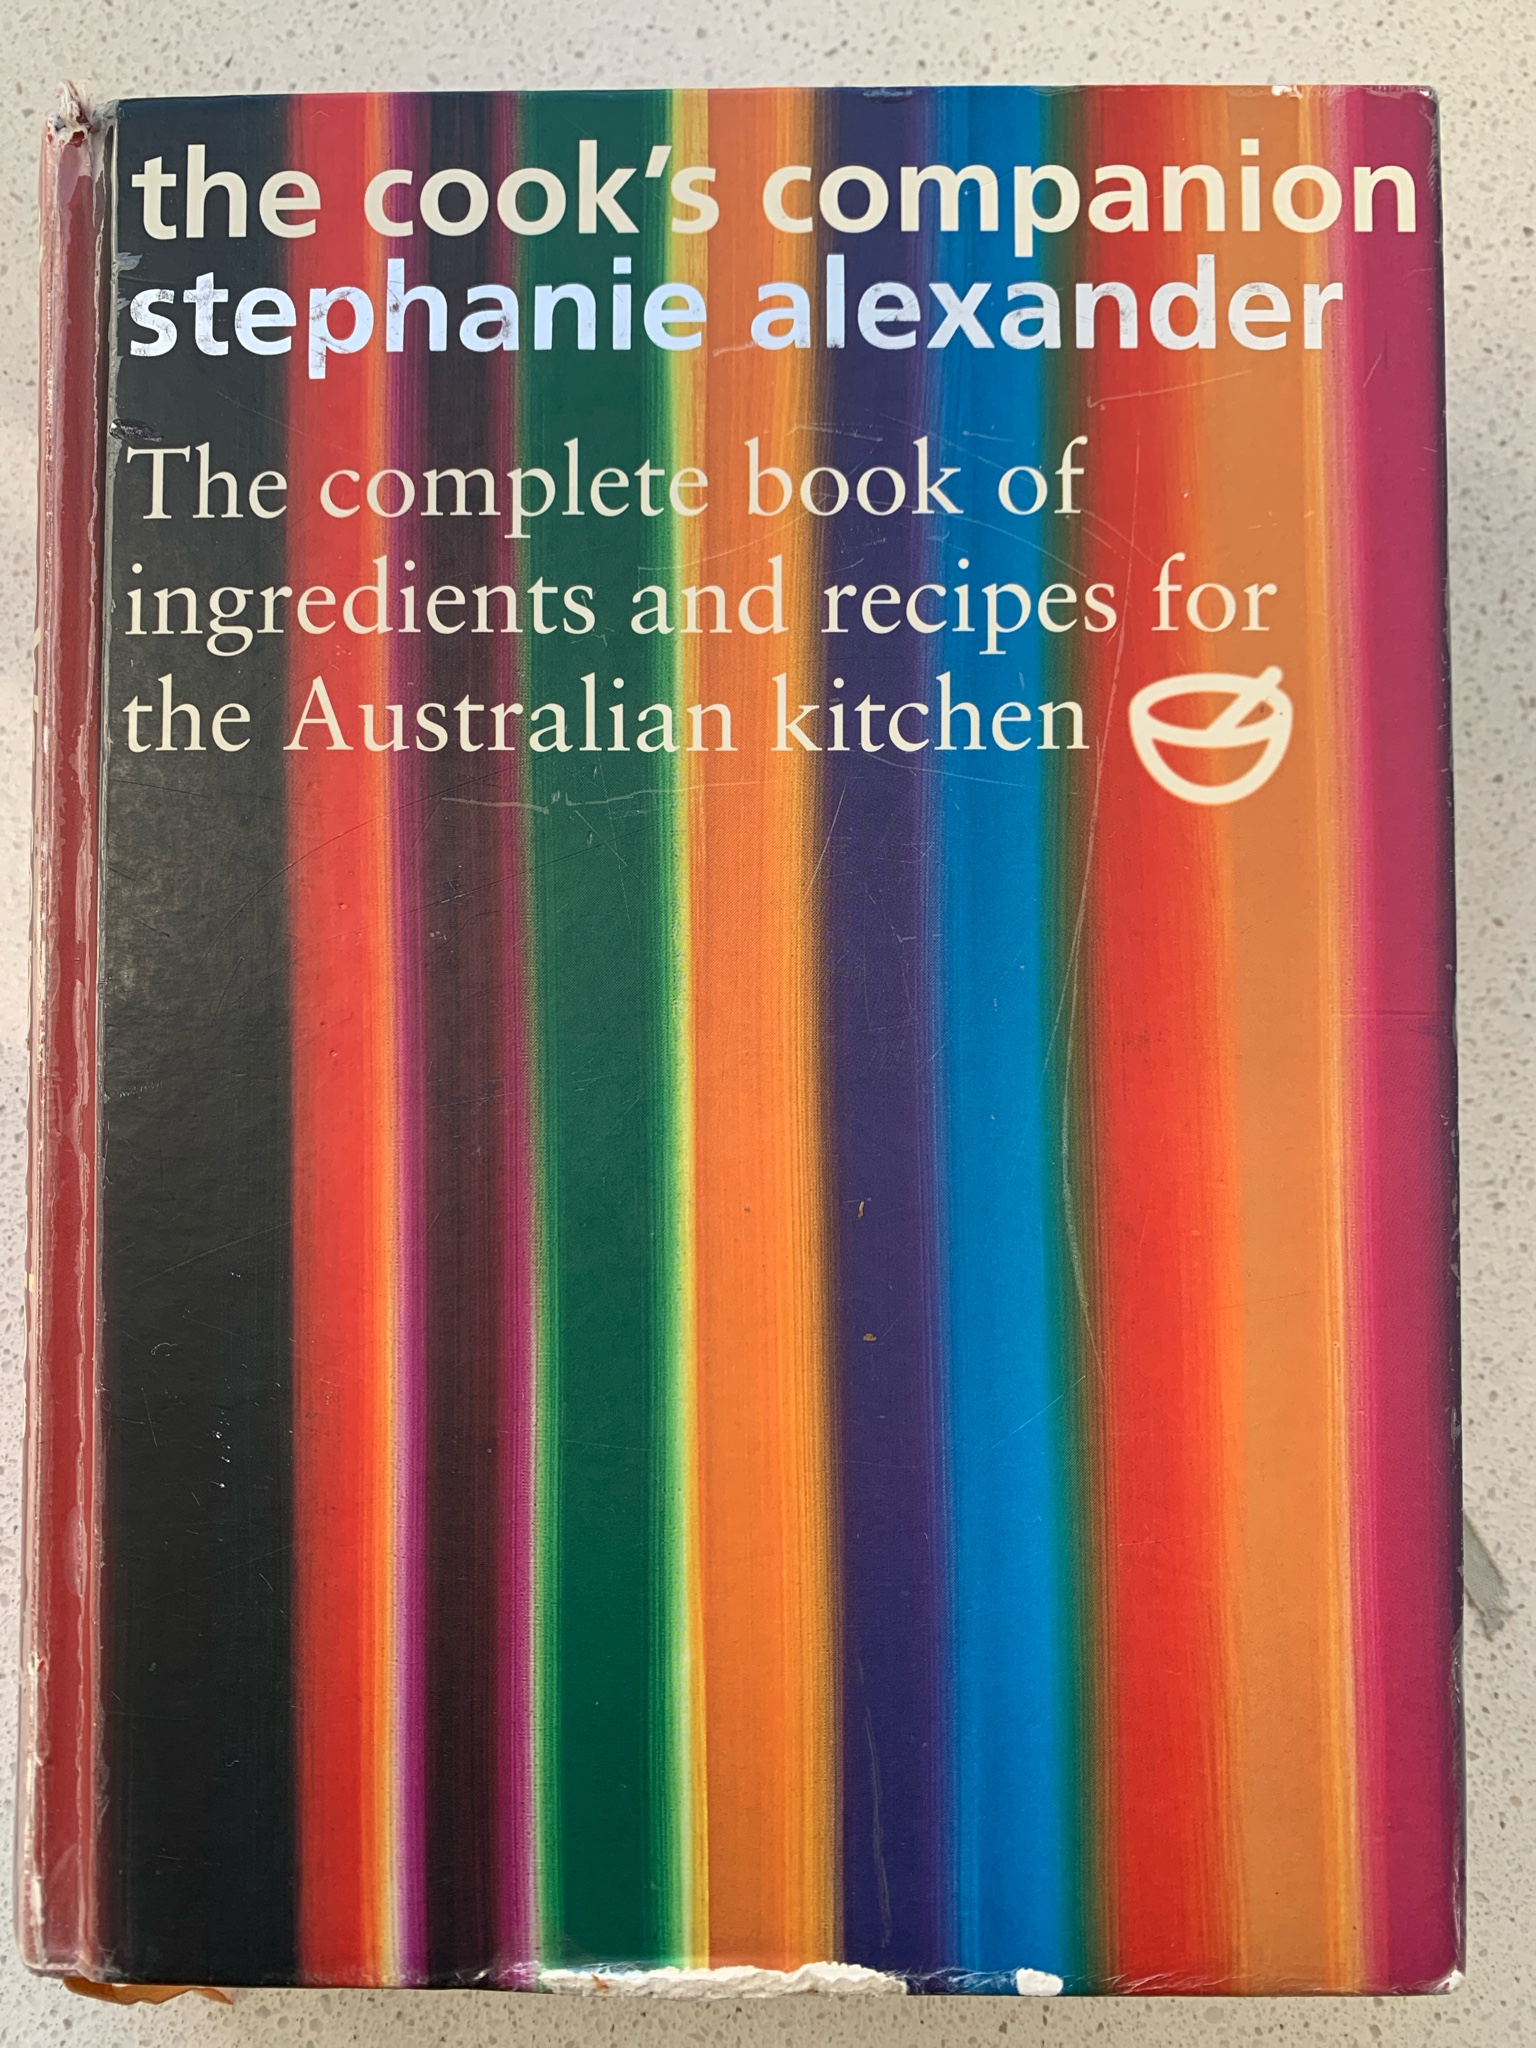 the cook's companion
stephanie alexander
The complete book of
ingredients and recipes for
the Australian kitchen